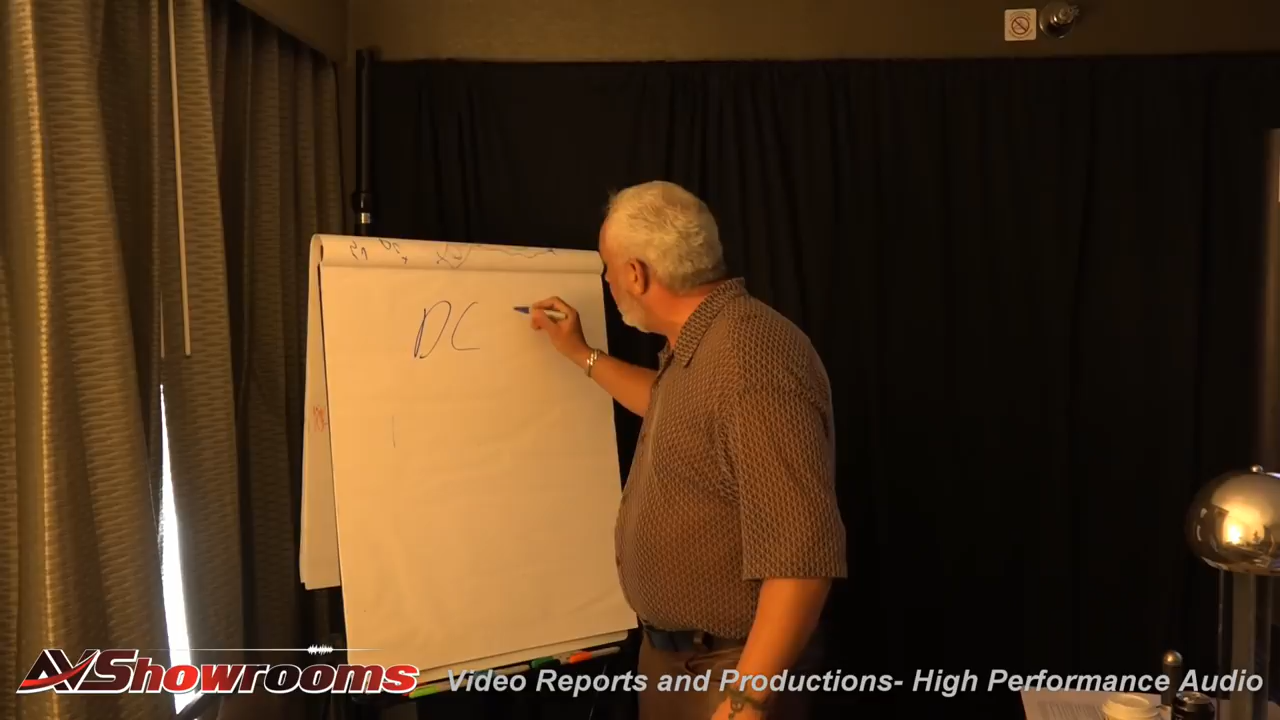 DC
AVShowrooms
Video Reports and Productions- High Performance Audio